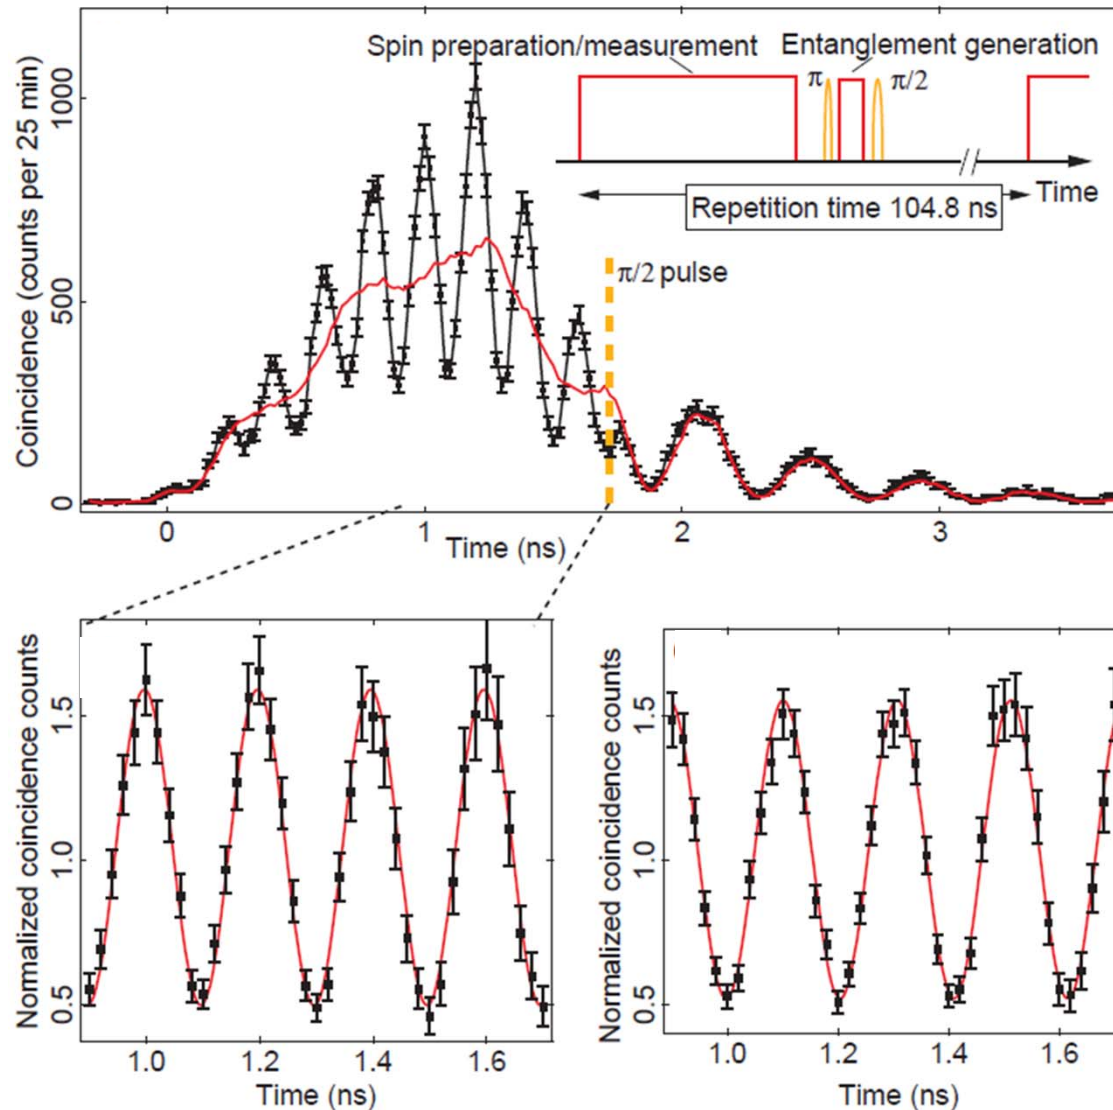 Spin preparation/measurement
Entanglement generation
π
π/2
Time
Repetition time 104.8 ns
π/2 pulse
Coincidence (counts per 25 min)
1000
500
0
0
1
2
3
Time (ns)
Normalized coincidence counts
1.5
1.0
0.5
1.0
1.2
1.4
1.6
Time (ns)
Normalized coincidence counts
1.5
1.0
0.5
1.0
1.2
1.4
1.6
Time (ns)